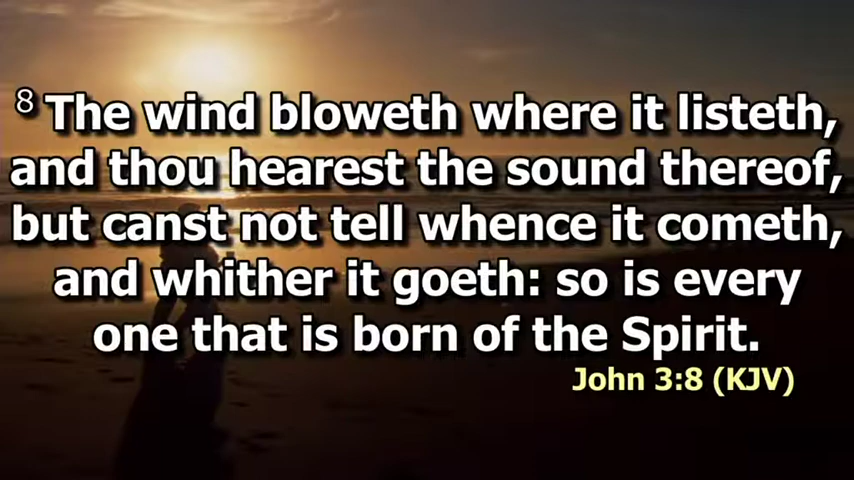 8 The wind bloweth where it listeth,
and thou hearest the sound thereof,
but canst not tell whence it cometh,
and whither it goeth: so is every
one that is born of the Spirit.
John 3:8 (KJV)